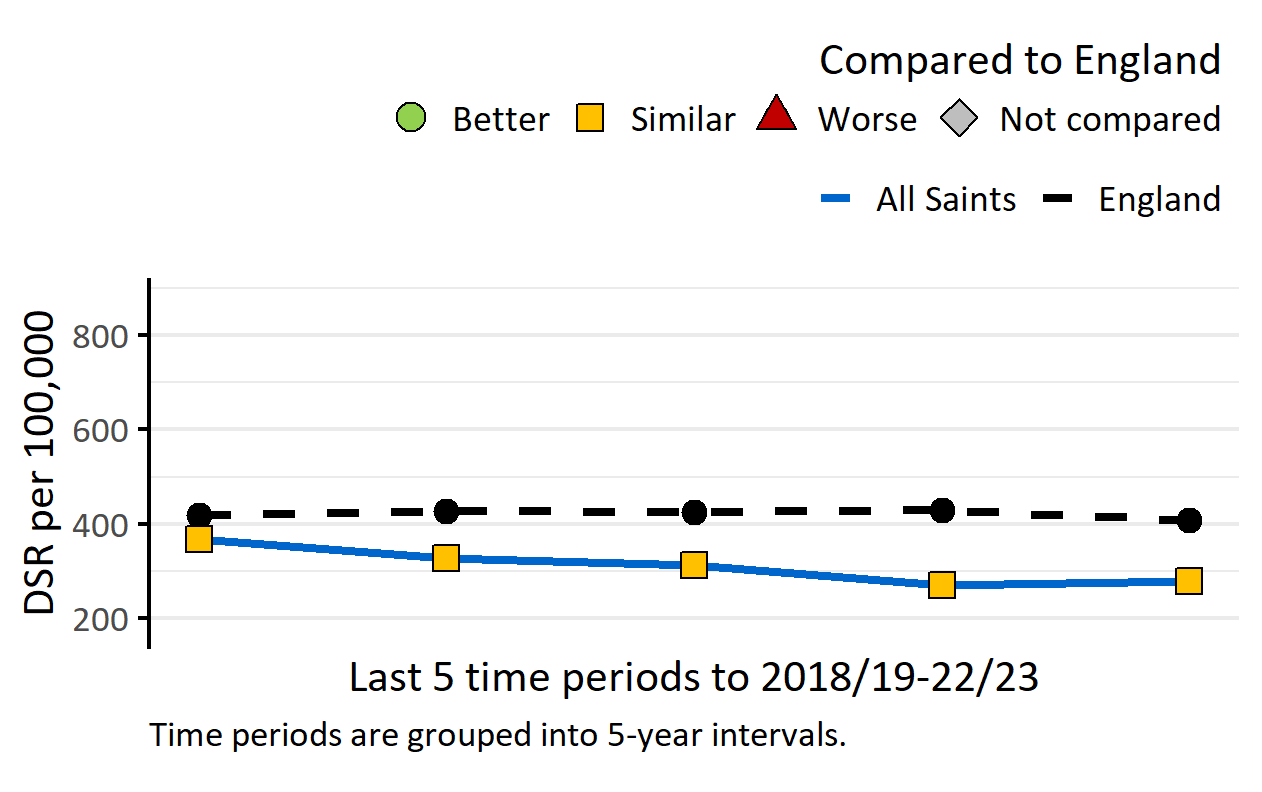 Compared to England
Better Similar Worse Not compared
All Saints England
DSR per 100,000
800
600
400
200
Last 5 time periods to 2018/19-22/23
Time periods are grouped into 5-year intervals.